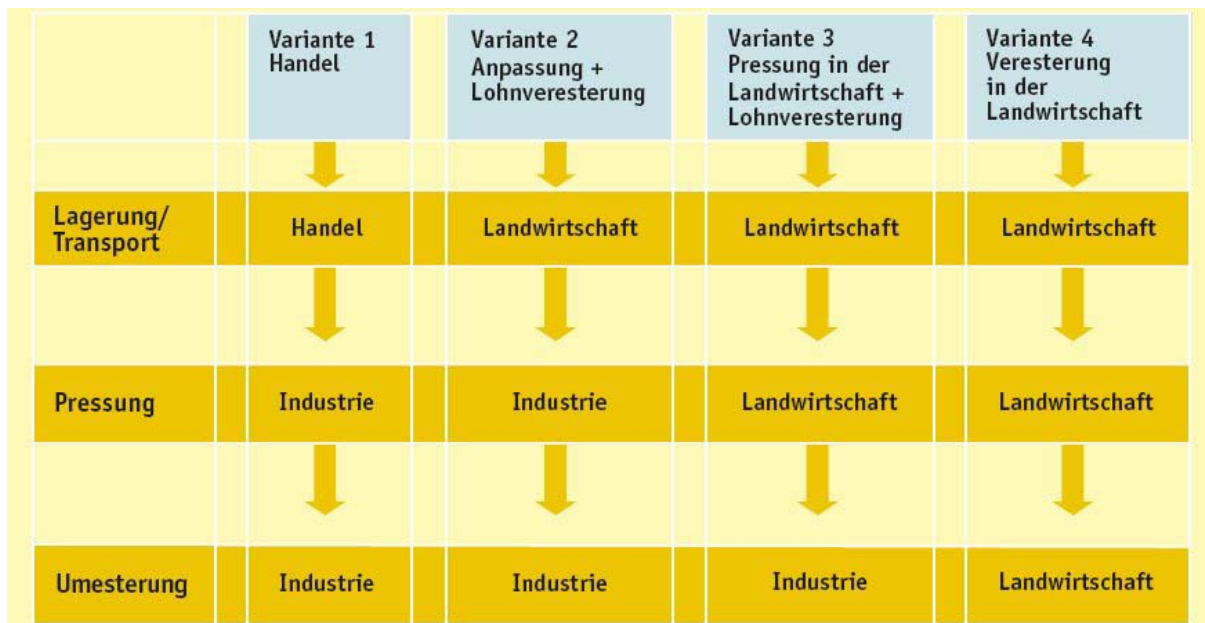 Variante 1
Handel
Variante 2
Anpassung +
Lohnveresterung
Variante 3
Pressung in der
Landwirtschaft +
Lohnveresterung
Variante 4
Veresterung
in der
Landwirtschaft
Lagerung/
Transport
Handel
Landwirtschaft
Landwirtschaft
Landwirtschaft
Pressung
Industrie
Industrie
Landwirtschaft
Landwirtschaft
Umesterung
Industrie
Industrie
Industrie
Landwirtschaft